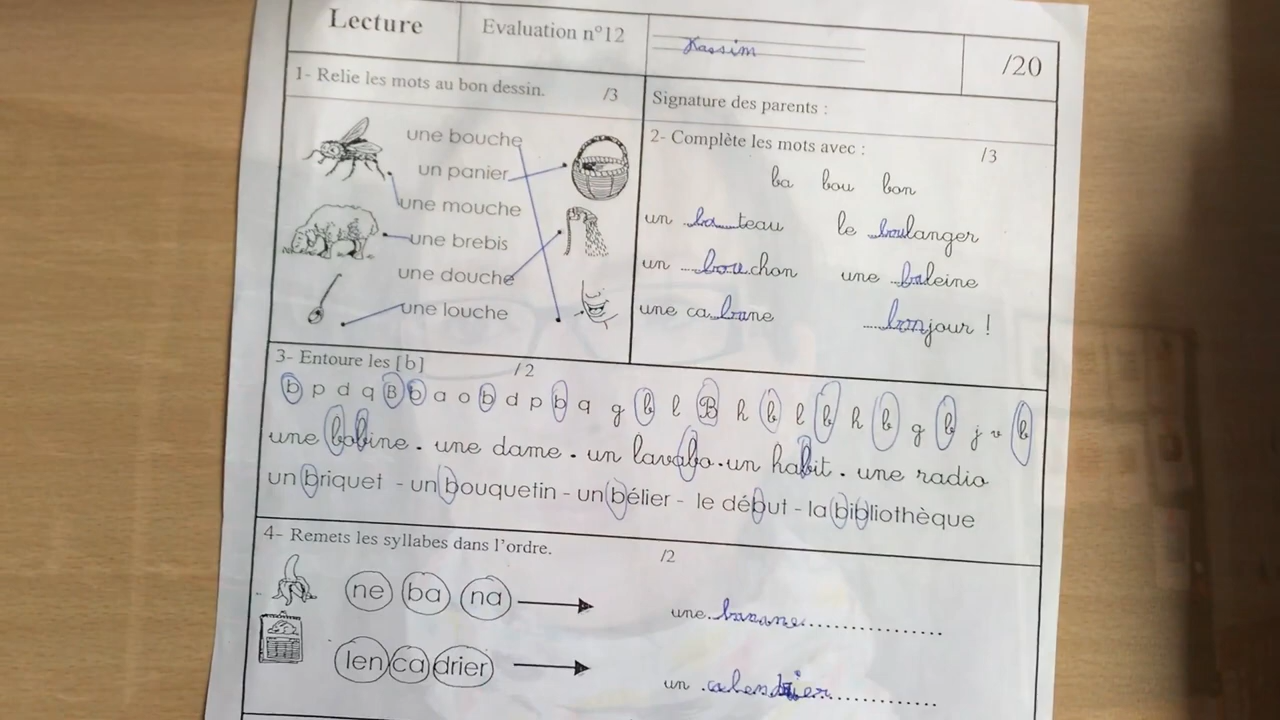 Lecture
Evaluation n°12
Kassim
/20
1- Relie les mots au bon dessin. /3
une bouche
un panier
une mouche
une brebis
une douche
une louche
Signature des parents :
2- Complète les mots avec : /3
ba bou bon
un bateau le boulanger
un bouchon une baleine
une cabane bonjour !
3- Entoure les [b] /2
b p d q B b a o b d p b q g b l B h b l b h b g b j v b
une bobine . une dame . un lavabo . un habit . une radio
un briquet - un bouquetin - un bélier - le début - la bibliothèque
4- Remets les syllabes dans l'ordre. /2
ne ba na
une banane
len ca drier
un calendrier